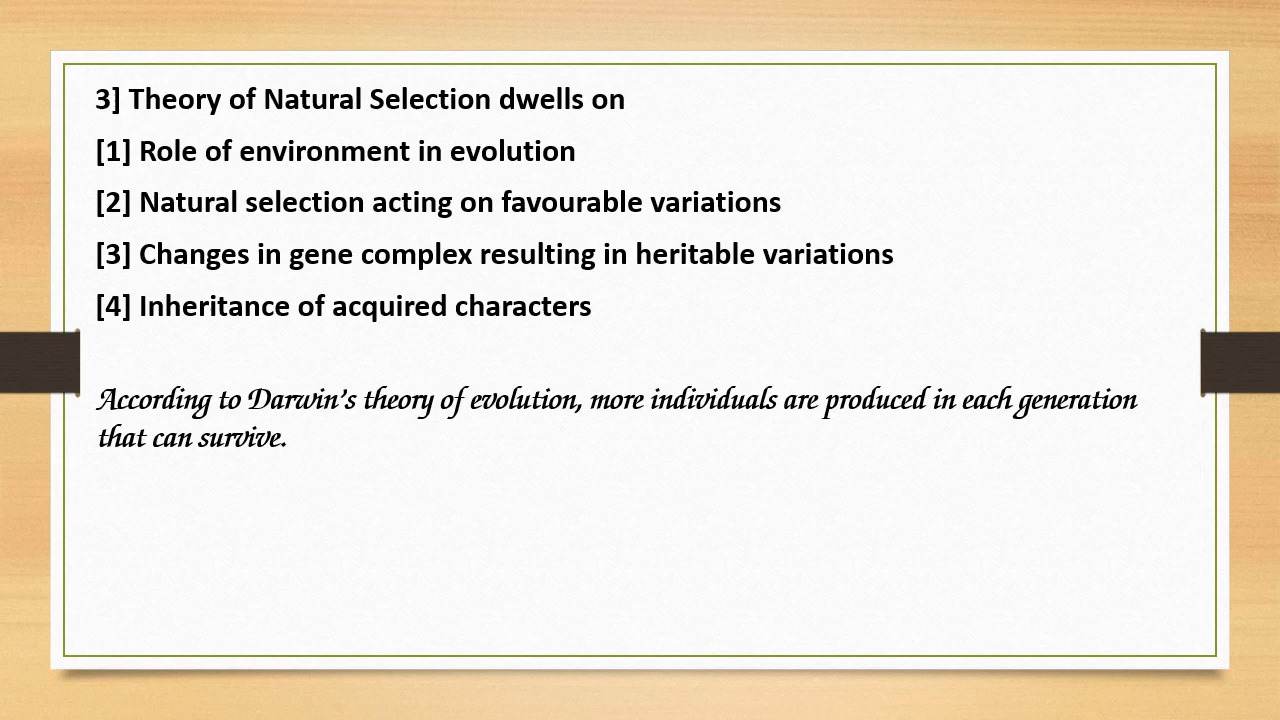 3] Theory of Natural Selection dwells on
[1] Role of environment in evolution
[2] Natural selection acting on favourable variations
[3] Changes in gene complex resulting in heritable variations
[4] Inheritance of acquired characters
According to Darwin’s theory of evolution, more individuals are produced in each generation
that can survive.